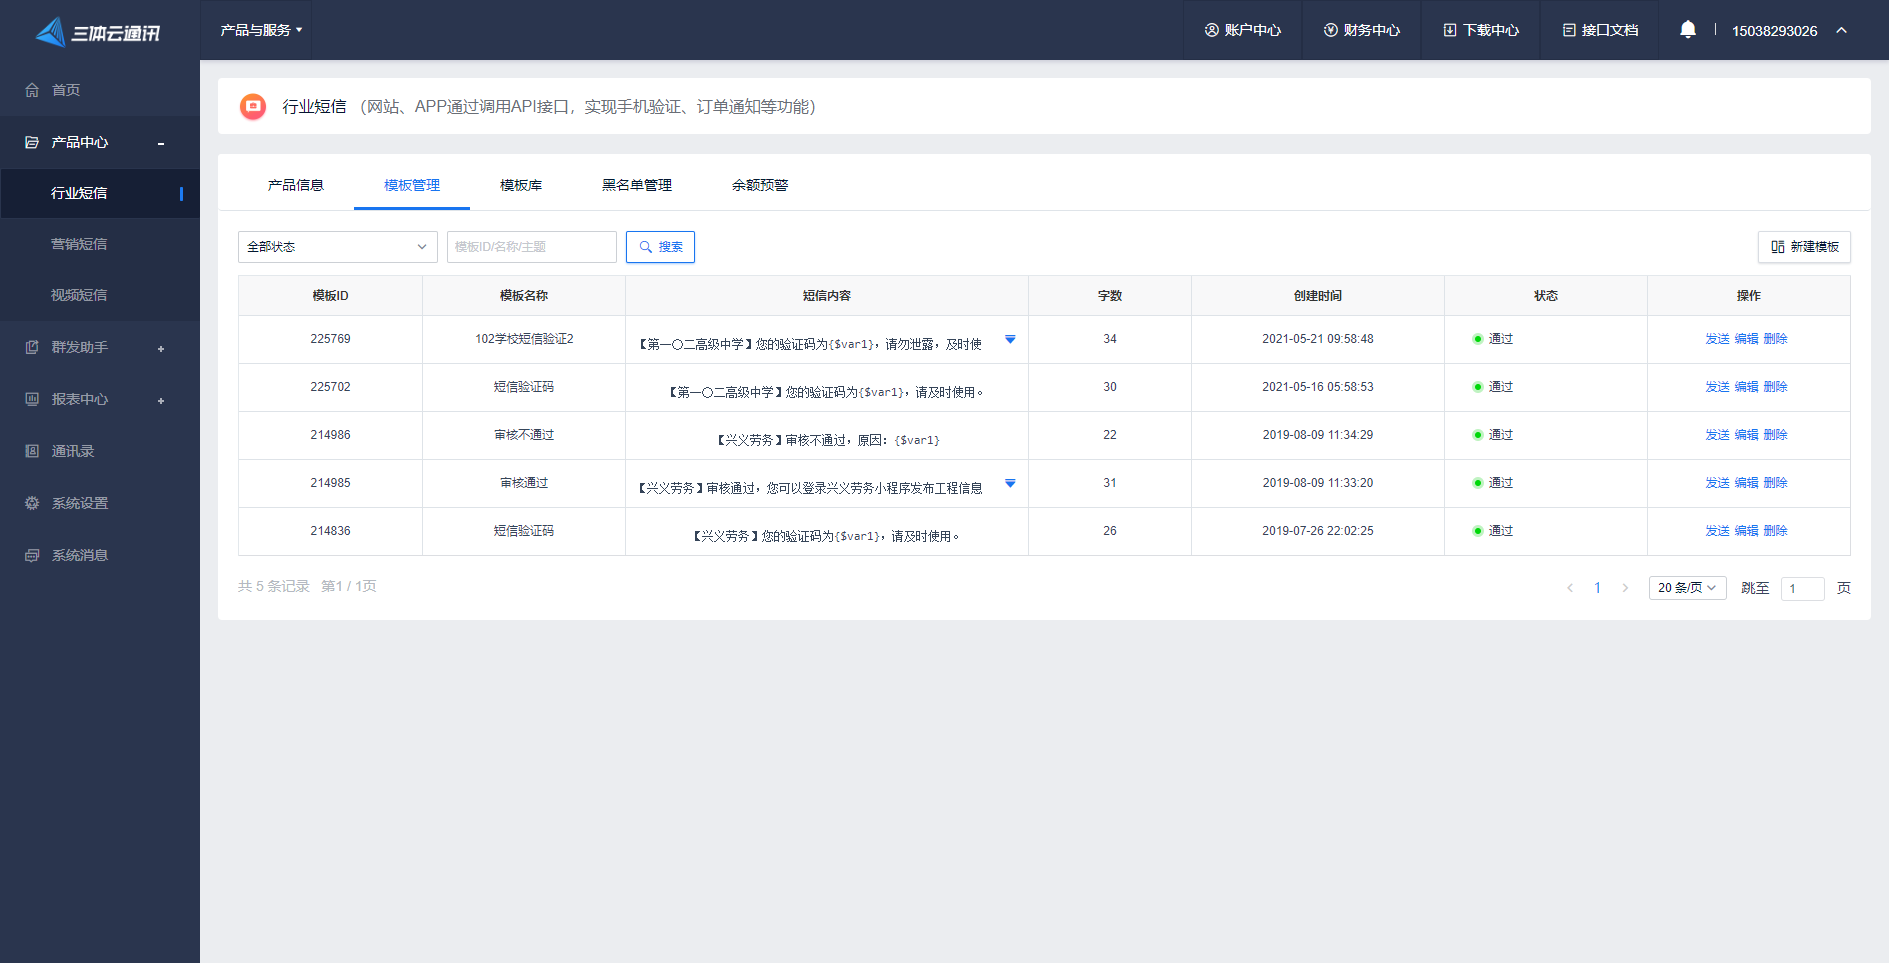 三体云通讯
产品与服务
账户中心
财务中心
下载中心
接口文档
15038293026
首页
产品中心
行业短信
营销短信
视频短信
群发助手
报表中心
通讯录
系统设置
系统消息
行业短信 （网站、APP通过调用API接口，实现手机验证、订单通知等功能）
产品信息 模板管理 模板库 黑名单管理 余额预警
全部状态 模板ID/名称/主题 搜索 新建模板
模板ID 模板名称 短信内容 字数 创建时间 状态 操作
225769 102学校短信验证2 【第一〇二高级中学】您的验证码为{$var1}，请勿泄露，及时使 34 2021-05-21 09:58:48 通过 发送 编辑 删除
225702 短信验证码 【第一〇二高级中学】您的验证码为{$var1}，请及时使用。 30 2021-05-16 05:58:53 通过 发送 编辑 删除
214986 审核不通过 【兴义劳务】审核不通过，原因：{$var1} 22 2019-08-09 11:34:29 通过 发送 编辑 删除
214985 审核通过 【兴义劳务】审核通过，您可以登录兴义劳务小程序发布工程信息 31 2019-08-09 11:33:20 通过 发送 编辑 删除
214836 短信验证码 【兴义劳务】您的验证码为{$var1}，请及时使用。 26 2019-07-26 22:02:25 通过 发送 编辑 删除
共 5 条记录 第1 / 1页 1 20 条/页 跳至 1 页